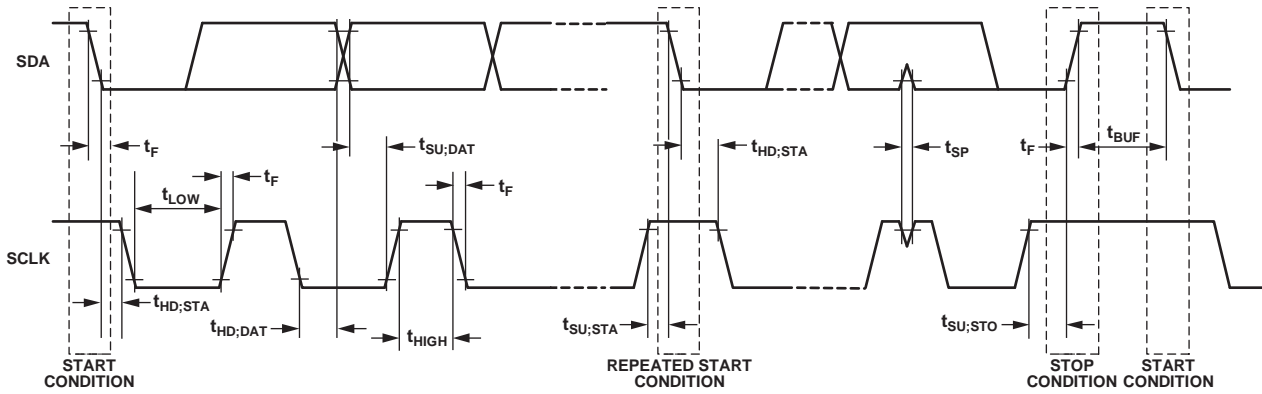 SDA
tF
tSU;DAT
tHD;STA
tSP
tF
tBUF
tLOW
tF
tF
SCLK
tHD;STA
tHD;DAT
tHIGH
tSU;STA
tSU;STO
START
CONDITION
REPEATED START
CONDITION
STOP
CONDITION
START
CONDITION